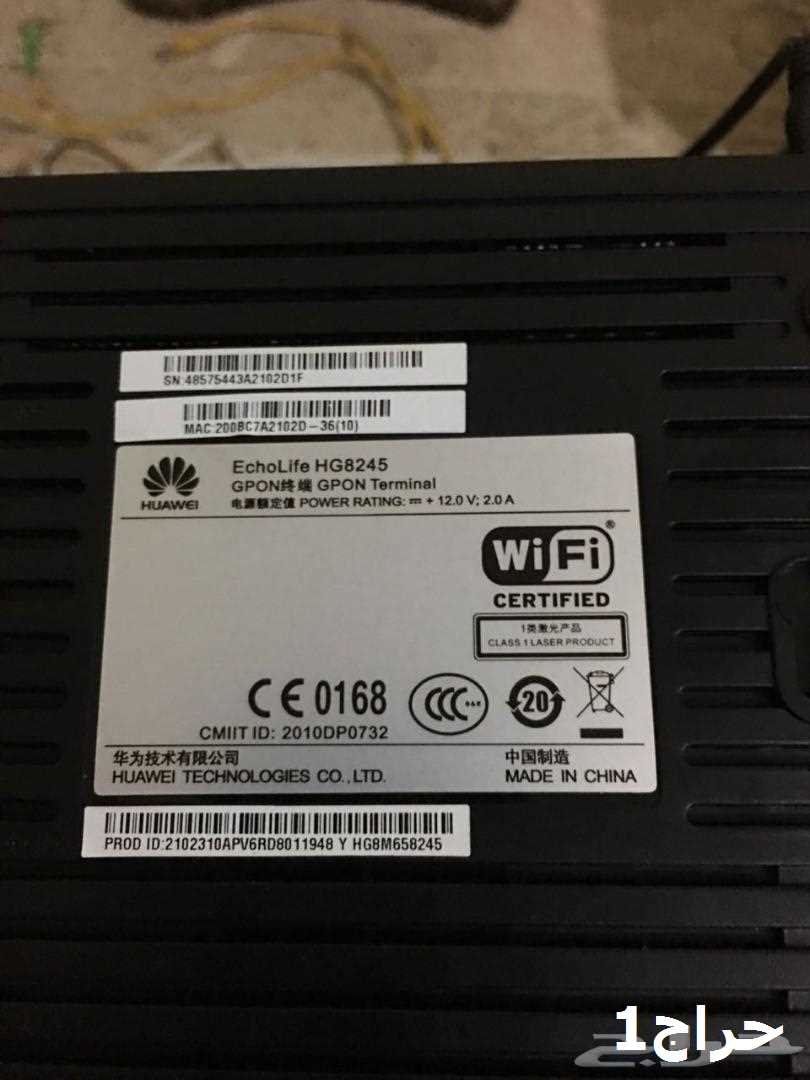 SN:48575443A2102D1F
MAC:200BC7A2102D-36(10)
HUAWEI
EchoLife HG8245
GPON终端 GPON Terminal
电源额定值 POWER RATING: ⎓ + 12.0 V; 2.0 A
WiFi®
CERTIFIED
1类激光产品
CLASS 1 LASER PRODUCT
CE 0168
CCC
20
CMIIT ID: 2010DP0732
华为技术有限公司
HUAWEI TECHNOLOGIES CO.,LTD.
中国制造
MADE IN CHINA
PROD ID:2102310APV6RD8011948 Y HG8M658245
حراج1